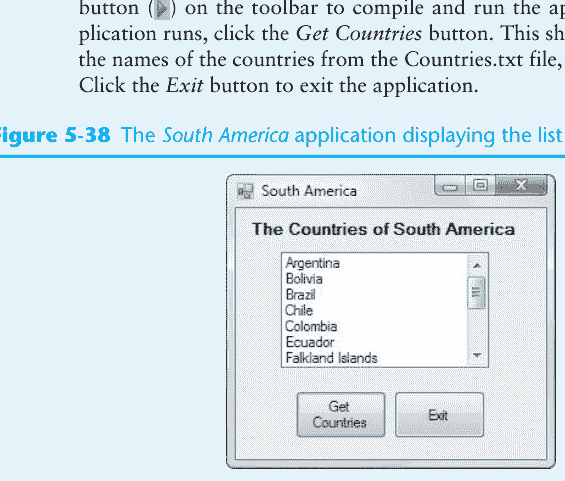 button ( ) on the toolbar to compile and run the ap
plication runs, click the Get Countries button. This sh
the names of the countries from the Countries.txt file,
Click the Exit button to exit the application.
Figure 5-38 The South America application displaying the list
South America
The Countries of South America
Argentina
Bolivia
Brazil
Chile
Colombia
Ecuador
Falkland Islands
Get
Countries
Exit